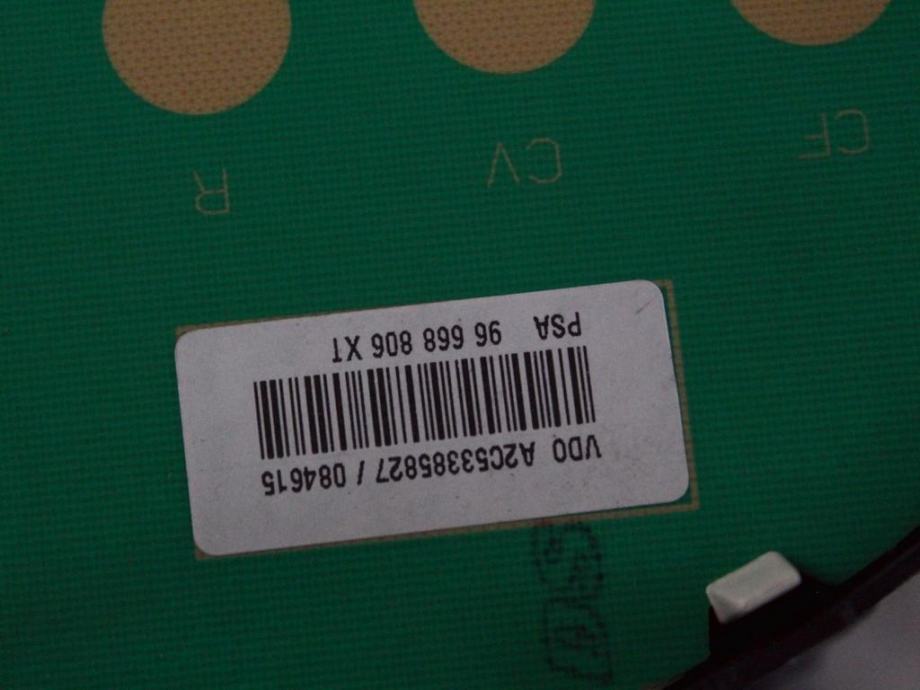 VDO A2C53385827 / 084615
PSA 96 668 806 XT
CF CV R